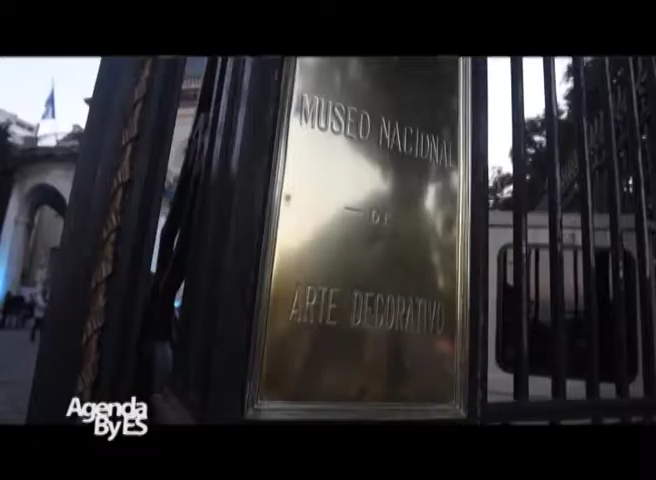 MUSEO NACIONAL
DE
ARTE DECORATIVO
Agenda
By ES